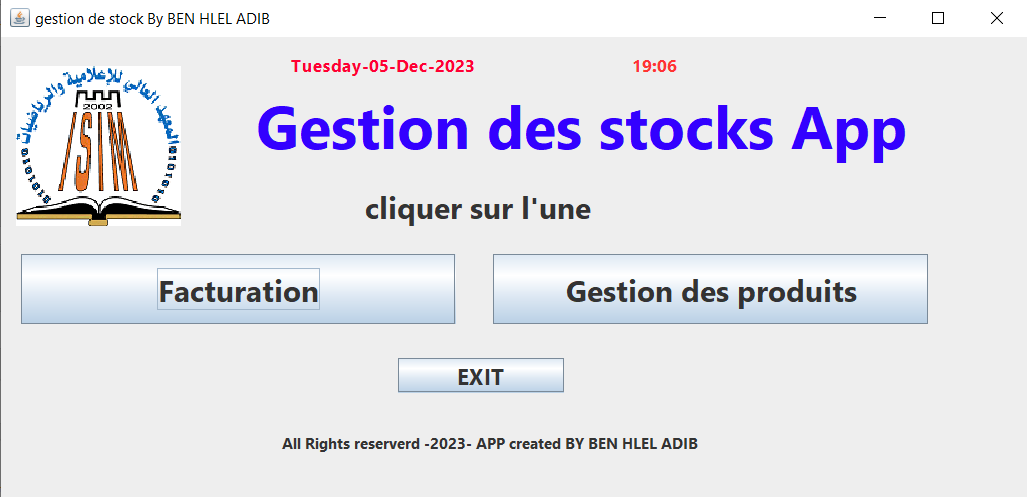 gestion de stock By BEN HLEL ADIB
Tuesday-05-Dec-2023 19:06
المعهد العالي للإعلامية والرياضيات
2002
ISIM
Gestion des stocks App
cliquer sur l'une
Facturation
Gestion des produits
EXIT
All Rights reserverd -2023- APP created BY BEN HLEL ADIB